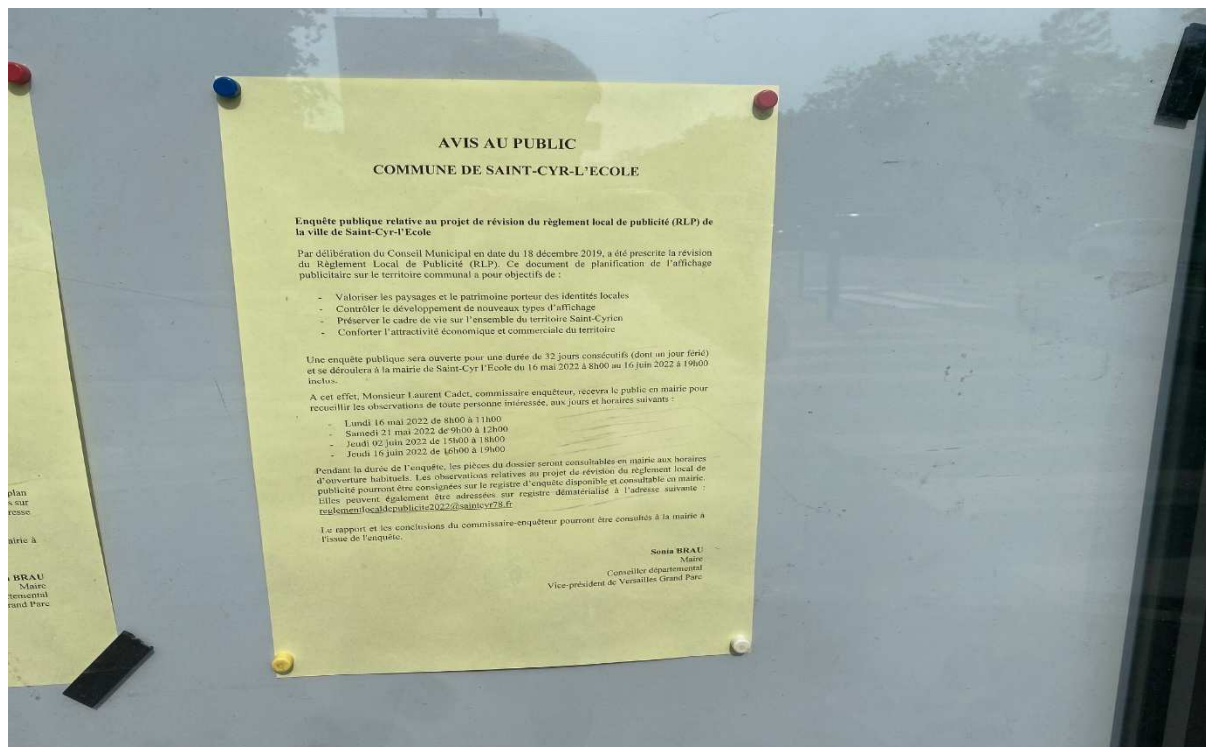 AVIS AU PUBLIC
COMMUNE DE SAINT-CYR-L'ECOLE
Enquête publique relative au projet de révision du règlement local de publicité (RLP) de
la ville de Saint-Cyr-l'Ecole
Par délibération du Conseil Municipal en date du 18 décembre 2019, a été prescrite la révision
du Règlement Local de Publicité (RLP). Ce document de planification de l'affichage
publicitaire sur le territoire communal a pour objectifs de :
- Valoriser les paysages et le patrimoine porteur des identités locales
- Contrôler le développement de nouveaux types d'affichage
- Préserver le cadre de vie sur l'ensemble du territoire Saint-Cyrien
- Conforter l'attractivité économique et commerciale du territoire
Une enquête publique sera ouverte pour une durée de 32 jours consécutifs (dont un jour férié)
et se déroulera à la mairie de Saint-Cyr l'Ecole du 16 mai 2022 à 8h00 au 16 juin 2022 à 19h00
inclus.
A cet effet, Monsieur Laurent Cadet, commissaire enquêteur, recevra le public en mairie pour
recueillir les observations de toute personne intéressée, aux jours et horaires suivants :
- Lundi 16 mai 2022 de 8h00 à 11h00
- Samedi 21 mai 2022 de 9h00 à 12h00
- Jeudi 02 juin 2022 de 15h00 à 18h00
- Jeudi 16 juin 2022 de 16h00 à 19h00
Pendant la durée de l'enquête, les pièces du dossier seront consultables en mairie aux horaires
d'ouverture habituels. Les observations relatives au projet de révision du règlement local de
publicité pourront être consignées sur le registre d'enquête disponible et consultable en mairie.
Elles peuvent également être adressées sur registre dématérialisé à l'adresse suivante :
reglementlocaldepublicite2022@saintcyr78.fr
Le rapport et les conclusions du commissaire-enquêteur pourront être consultés à la mairie à
l'issue de l'enquête.
Sonia BRAU
Maire
Conseiller départemental
Vice-président de Versailles Grand Parc
plan
sur
resse
airie à
BRAU
Maire
rtemental
rand Parc